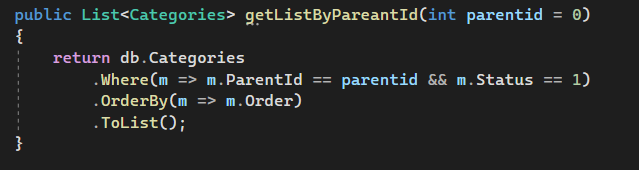 public List<Categories> getListByPareantId(int parentid = 0)
{
    return db.Categories
        .Where(m => m.ParentId == parentid && m.Status == 1)
        .OrderBy(m => m.Order)
        .ToList();
}